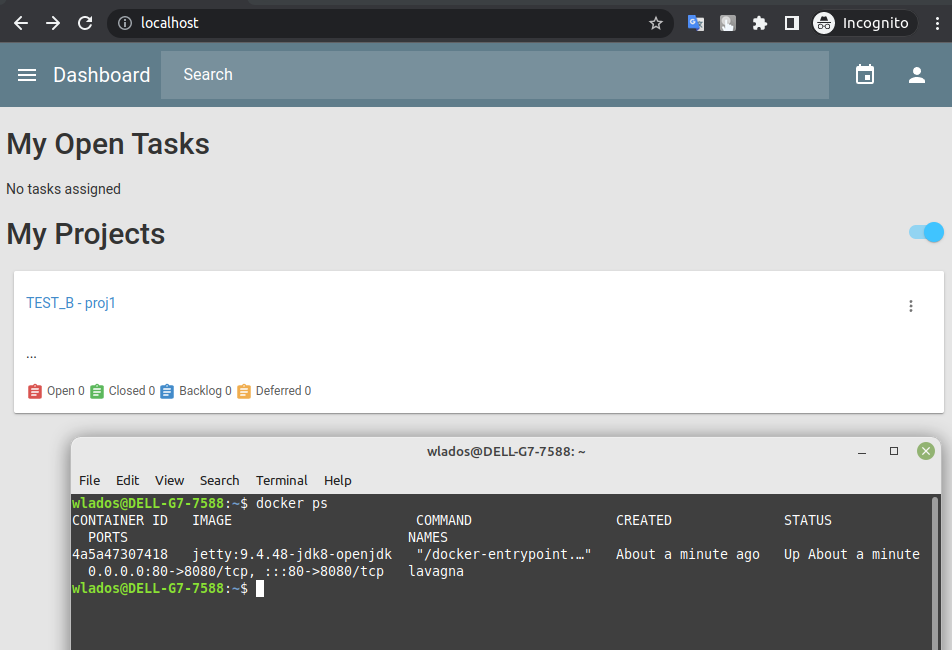 localhost
Incognito
Dashboard
Search
My Open Tasks
No tasks assigned
My Projects
TEST_B - proj1
...
Open 0 Closed 0 Backlog 0 Deferred 0
wlados@DELL-G7-7588: ~
File Edit View Search Terminal Help
wlados@DELL-G7-7588:~$ docker ps
CONTAINER ID   IMAGE                       COMMAND                  CREATED              STATUS
  PORTS                                   NAMES
4a5a47307418   jetty:9.4.48-jdk8-openjdk   "/docker-entrypoint.…"   About a minute ago   Up About a minute
  0.0.0.0:80->8080/tcp, :::80->8080/tcp   lavagna
wlados@DELL-G7-7588:~$